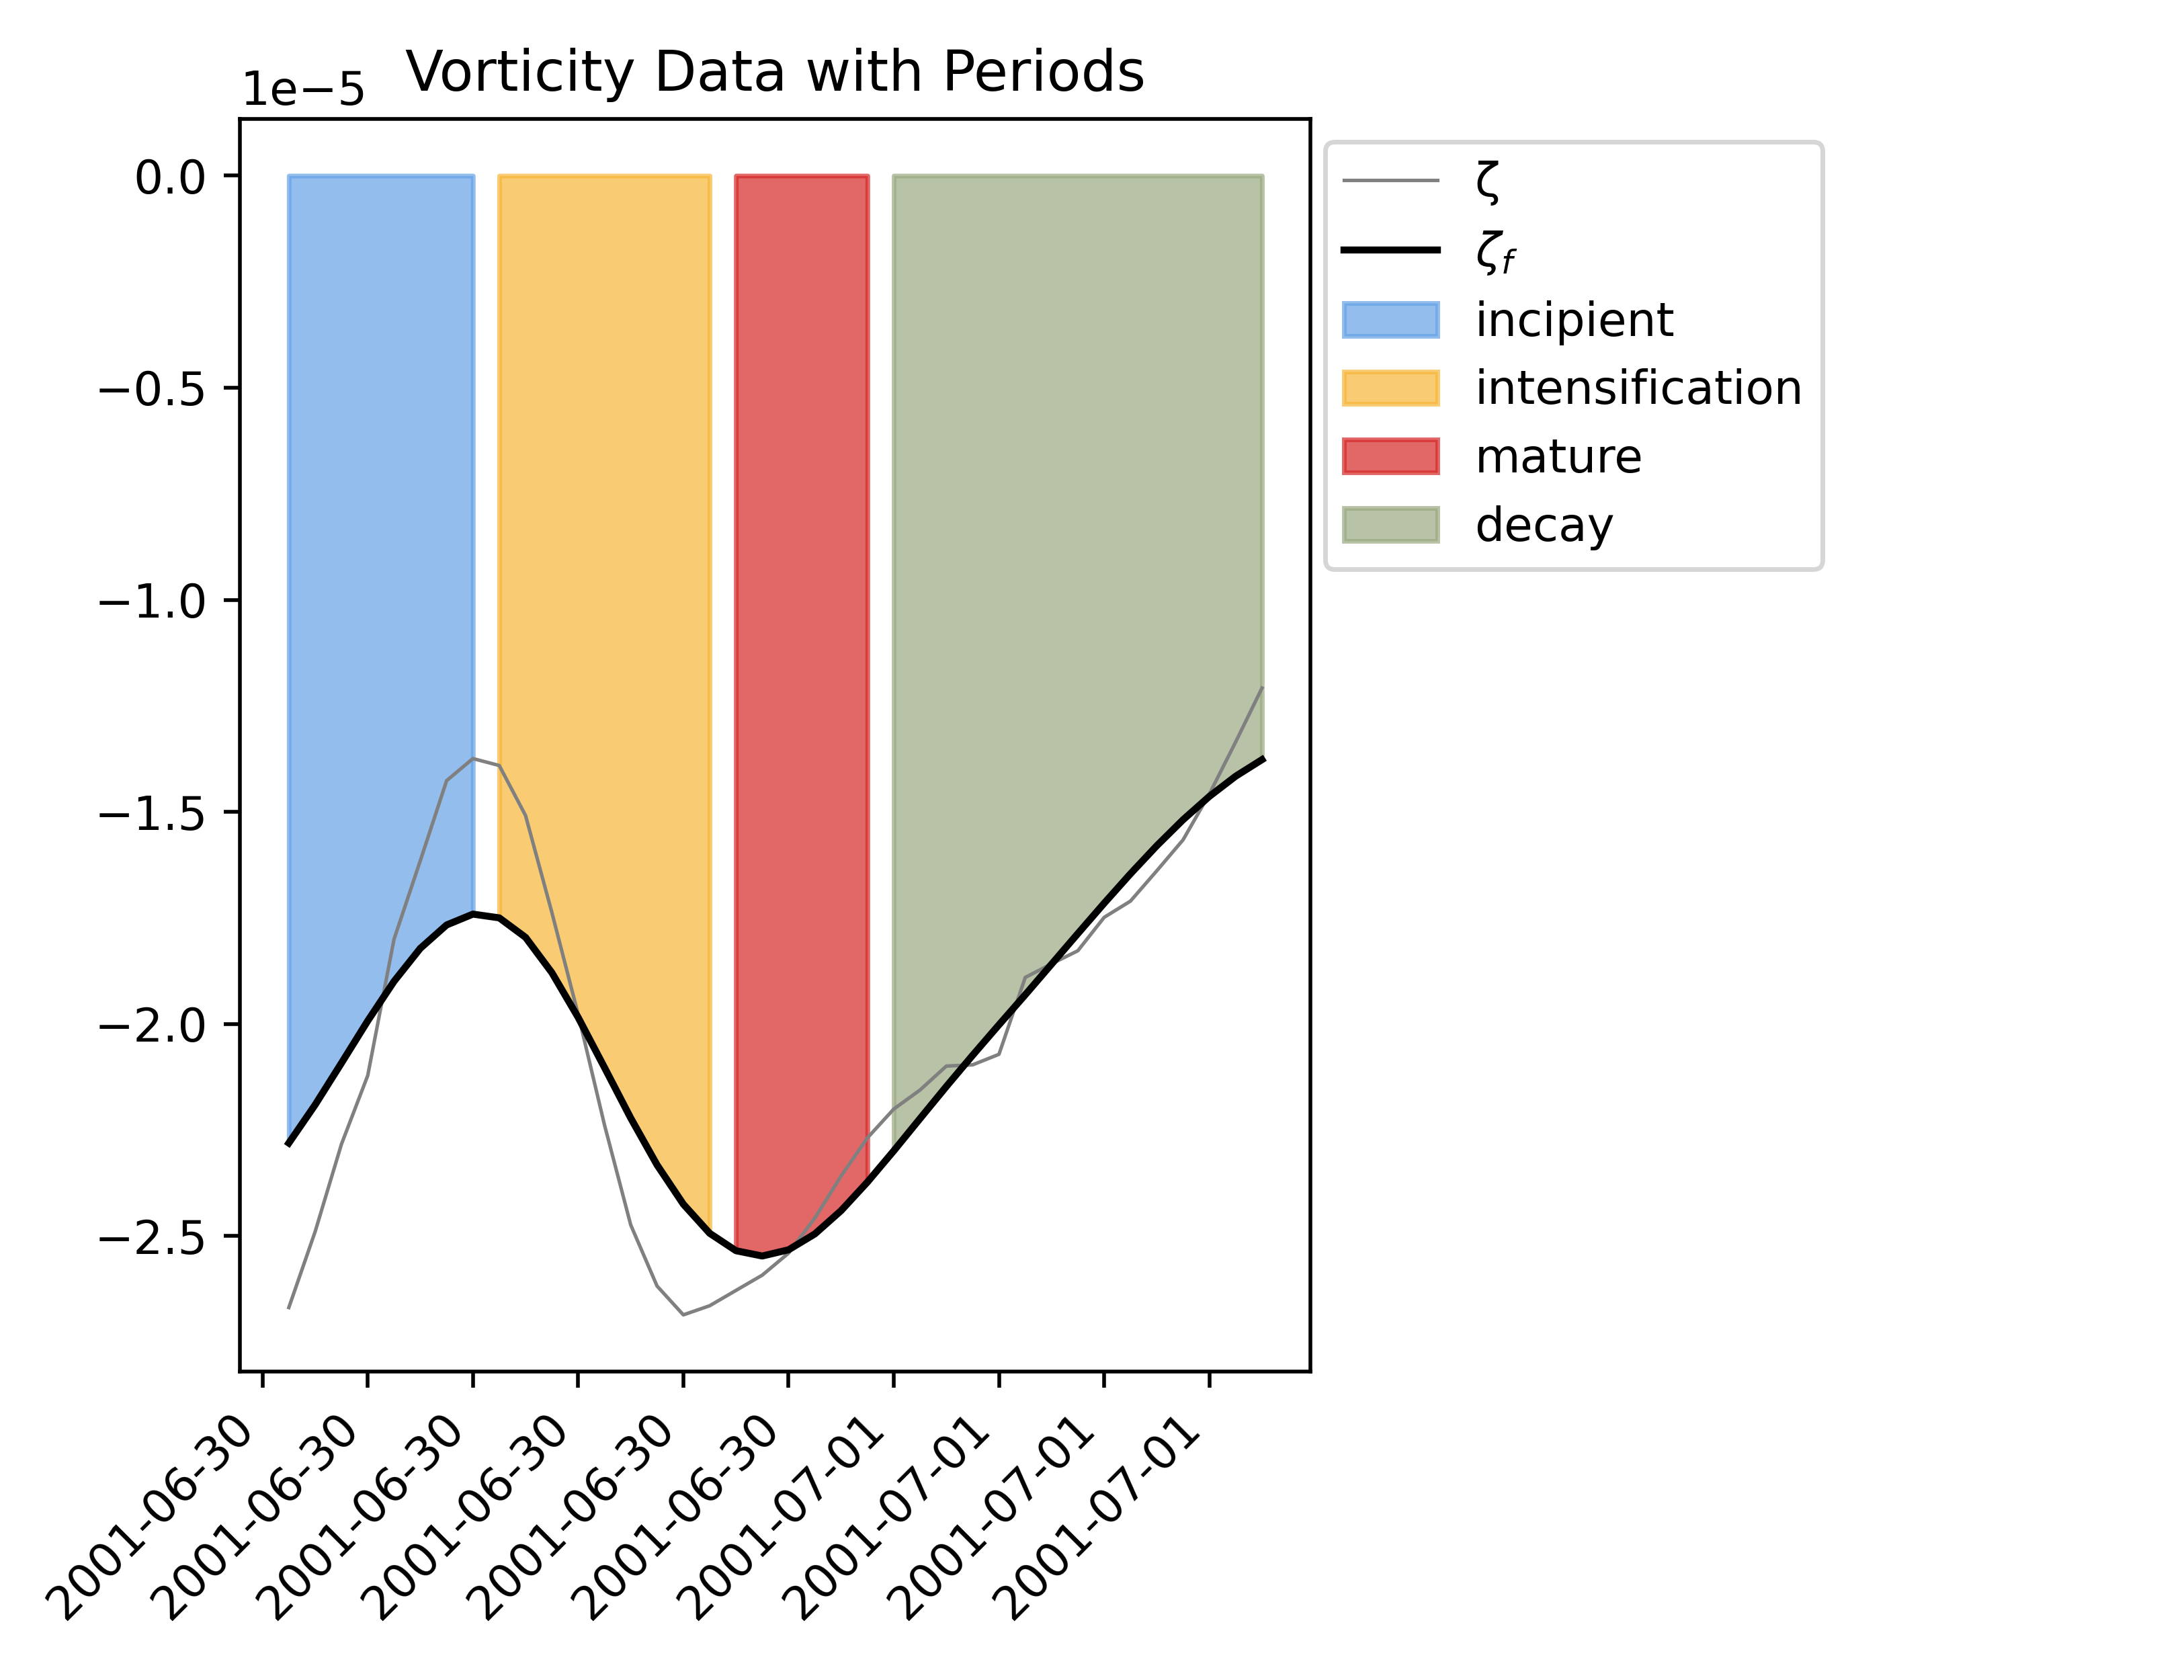 Vorticity Data with Periods
1e−5
0.0
−0.5
−1.0
−1.5
−2.0
−2.5
2001-06-30
2001-06-30
2001-06-30
2001-06-30
2001-06-30
2001-06-30
2001-07-01
2001-07-01
2001-07-01
2001-07-01
ζ
ζf
incipient
intensification
mature
decay